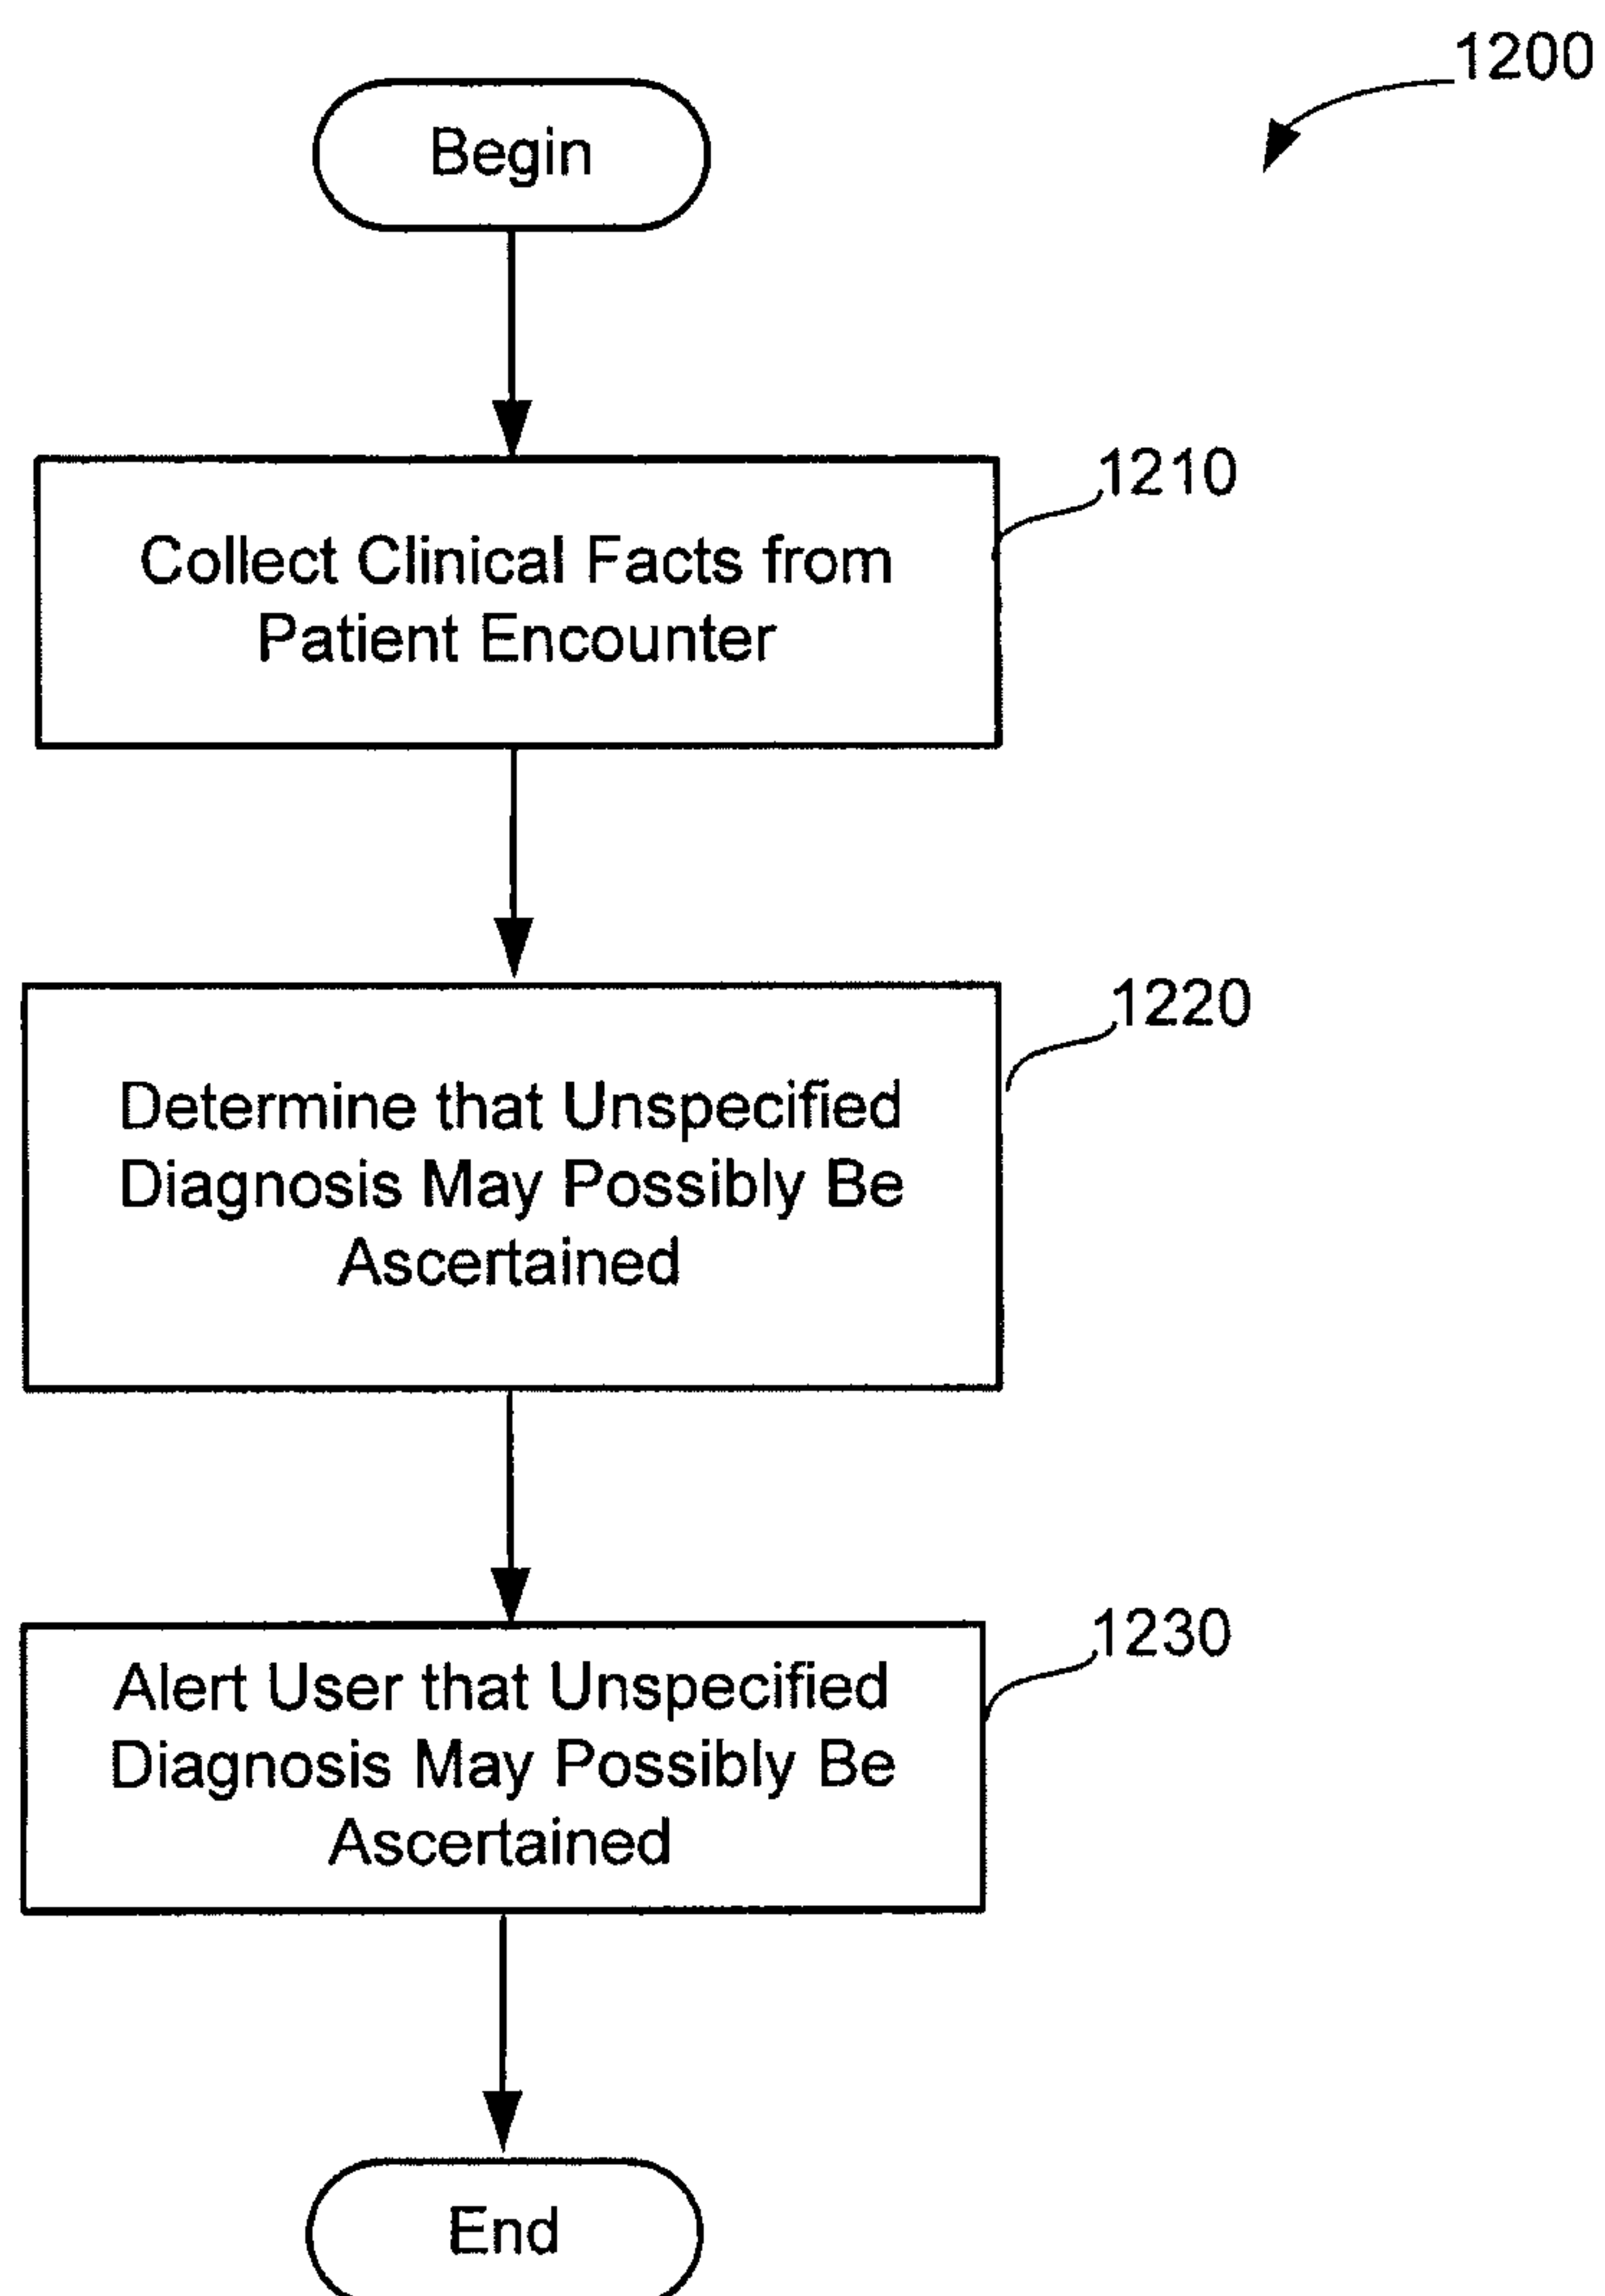 1200
Begin
1210
Collect Clinical Facts from
Patient Encounter
1220
Determine that Unspecified
Diagnosis May Possibly Be
Ascertained
1230
Alert User that Unspecified
Diagnosis May Possibly Be
Ascertained
End